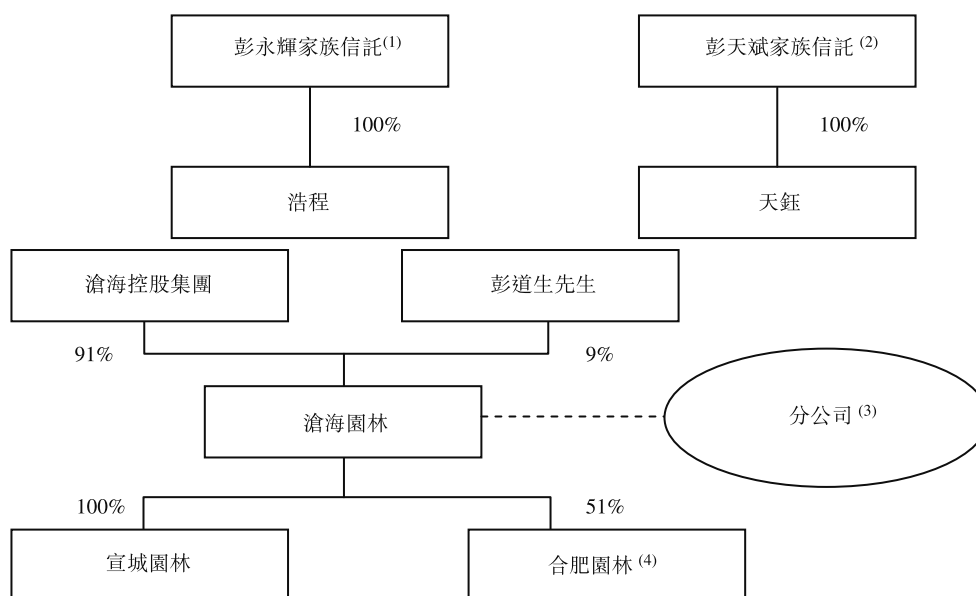 彭永輝家族信託(1)
彭天斌家族信託 (2)
100%
100%
浩程
天鈺
滄海控股集團
彭道生先生
91%
9%
滄海園林
分公司 (3)
100%
51%
宣城園林
合肥園林 (4)